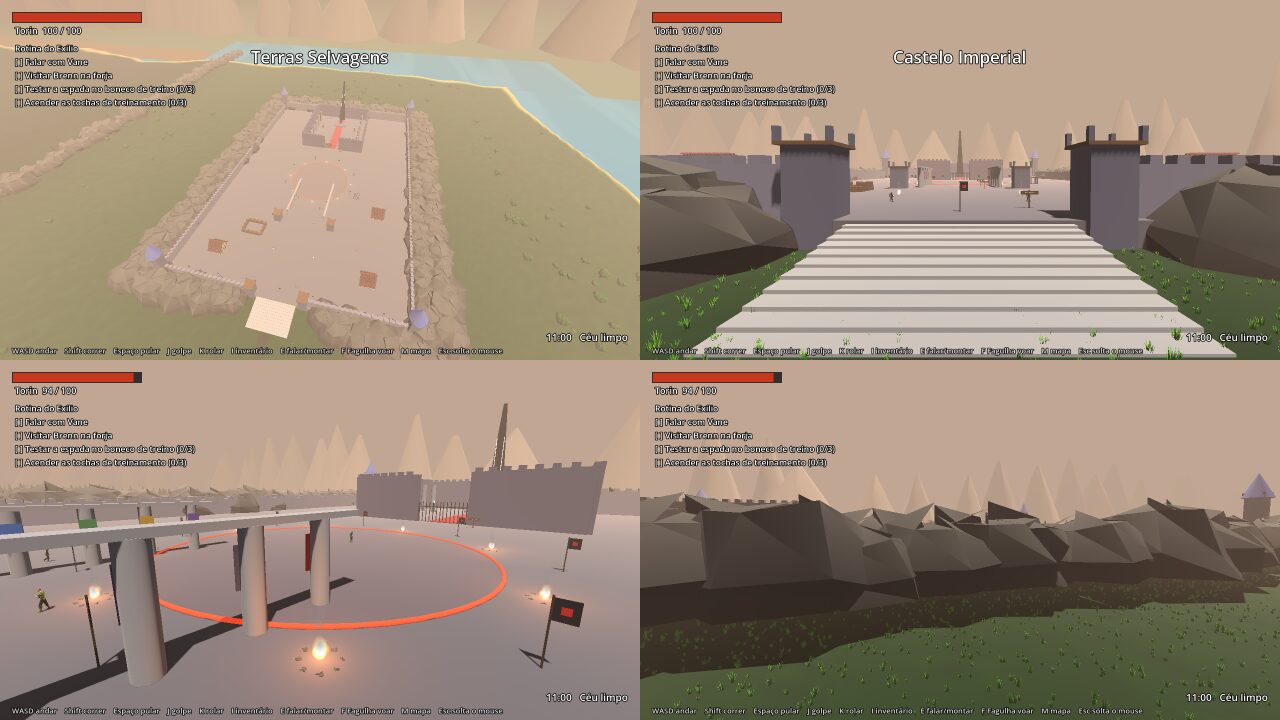 Torin 100 / 100
Rotina do Exílio
[ ] Falar com Vane
[ ] Visitar Brenn na forja
[ ] Testar a espada no boneco de treino (0/3)
[ ] Acender as tochas de treinamento (0/3)
Terras Selvagens
11:00 Céu limpo
WASD andar Shift correr Espaço pular J golpe K rolar I inventário E falar/montar F Fagulha voar M mapa Esc solta o mouse
Torin 100 / 100
Rotina do Exílio
[ ] Falar com Vane
[ ] Visitar Brenn na forja
[ ] Testar a espada no boneco de treino (0/3)
[ ] Acender as tochas de treinamento (0/3)
Castelo Imperial
11:00 Céu limpo
WASD andar Shift correr Espaço pular J golpe K rolar I inventário E falar/montar F Fagulha voar M mapa Esc solta o mouse
Torin 94 / 100
Rotina do Exílio
[ ] Falar com Vane
[ ] Visitar Brenn na forja
[ ] Testar a espada no boneco de treino (0/3)
[ ] Acender as tochas de treinamento (0/3)
11:00 Céu limpo
WASD andar Shift correr Espaço pular J golpe K rolar I inventário E falar/montar F Fagulha voar M mapa Esc solta o mouse
Torin 94 / 100
Rotina do Exílio
[ ] Falar com Vane
[ ] Visitar Brenn na forja
[ ] Testar a espada no boneco de treino (0/3)
[ ] Acender as tochas de treinamento (0/3)
11:00 Céu limpo
WASD andar Shift correr Espaço pular J golpe K rolar I inventário E falar/montar F Fagulha voar M mapa Esc solta o mouse